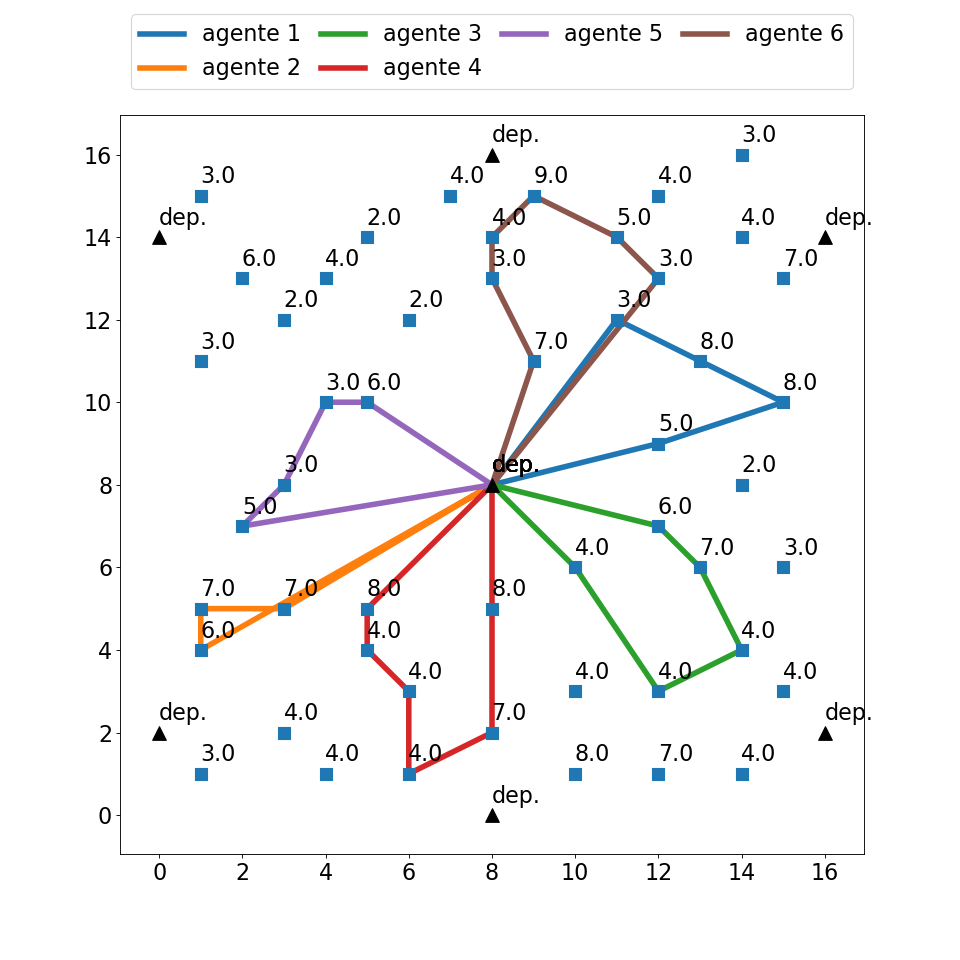 agente 1 agente 3 agente 5 agente 6
agente 2 agente 4
dep. 3.0
16
3.0 4.0 9.0 4.0
dep. 2.0 4.0 5.0 4.0 dep.
14
6.0 4.0 3.0 3.0 7.0
2.0 2.0 3.0
12
3.0 7.0 8.0
3.0 6.0 8.0
10
5.0
3.0 dep. dep. 2.0
8
5.0 6.0
4.0 7.0 3.0
6
7.0 7.0 8.0 8.0
6.0 4.0 4.0
4
4.0 4.0 4.0 4.0
dep. 4.0 7.0 dep.
2
3.0 4.0 4.0 8.0 7.0 4.0
dep.
0
0 2 4 6 8 10 12 14 16